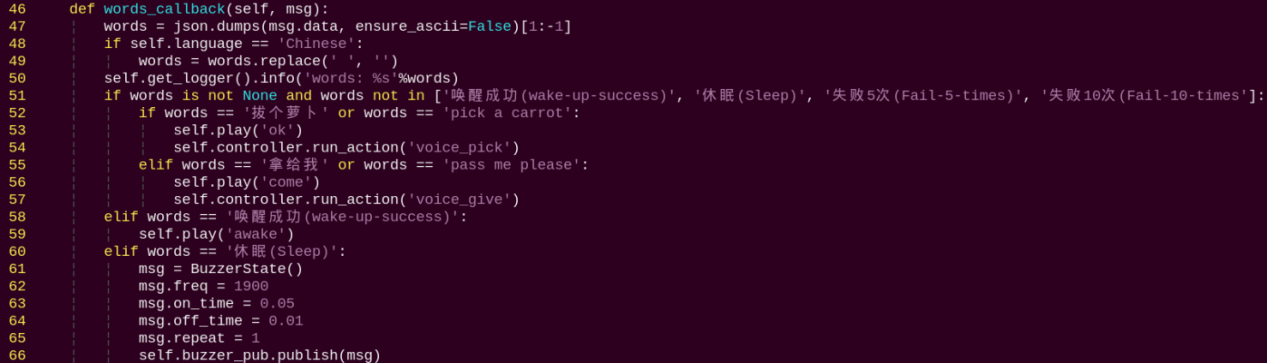 46 def words_callback(self, msg):
47 words = json.dumps(msg.data, ensure_ascii=False)[1:-1]
48 if self.language == 'Chinese':
49 words = words.replace(' ', '')
50 self.get_logger().info('words: %s'%words)
51 if words is not None and words not in ['唤醒成功(wake-up-success)', '休眠(Sleep)', '失败5次(Fail-5-times)', '失败10次(Fail-10-times']:
52 if words == '拔个萝卜' or words == 'pick a carrot':
53 self.play('ok')
54 self.controller.run_action('voice_pick')
55 elif words == '拿给我' or words == 'pass me please':
56 self.play('come')
57 self.controller.run_action('voice_give')
58 elif words == '唤醒成功(wake-up-success)':
59 self.play('awake')
60 elif words == '休眠(Sleep)':
61 msg = BuzzerState()
62 msg.freq = 1900
63 msg.on_time = 0.05
64 msg.off_time = 0.01
65 msg.repeat = 1
66 self.buzzer_pub.publish(msg)